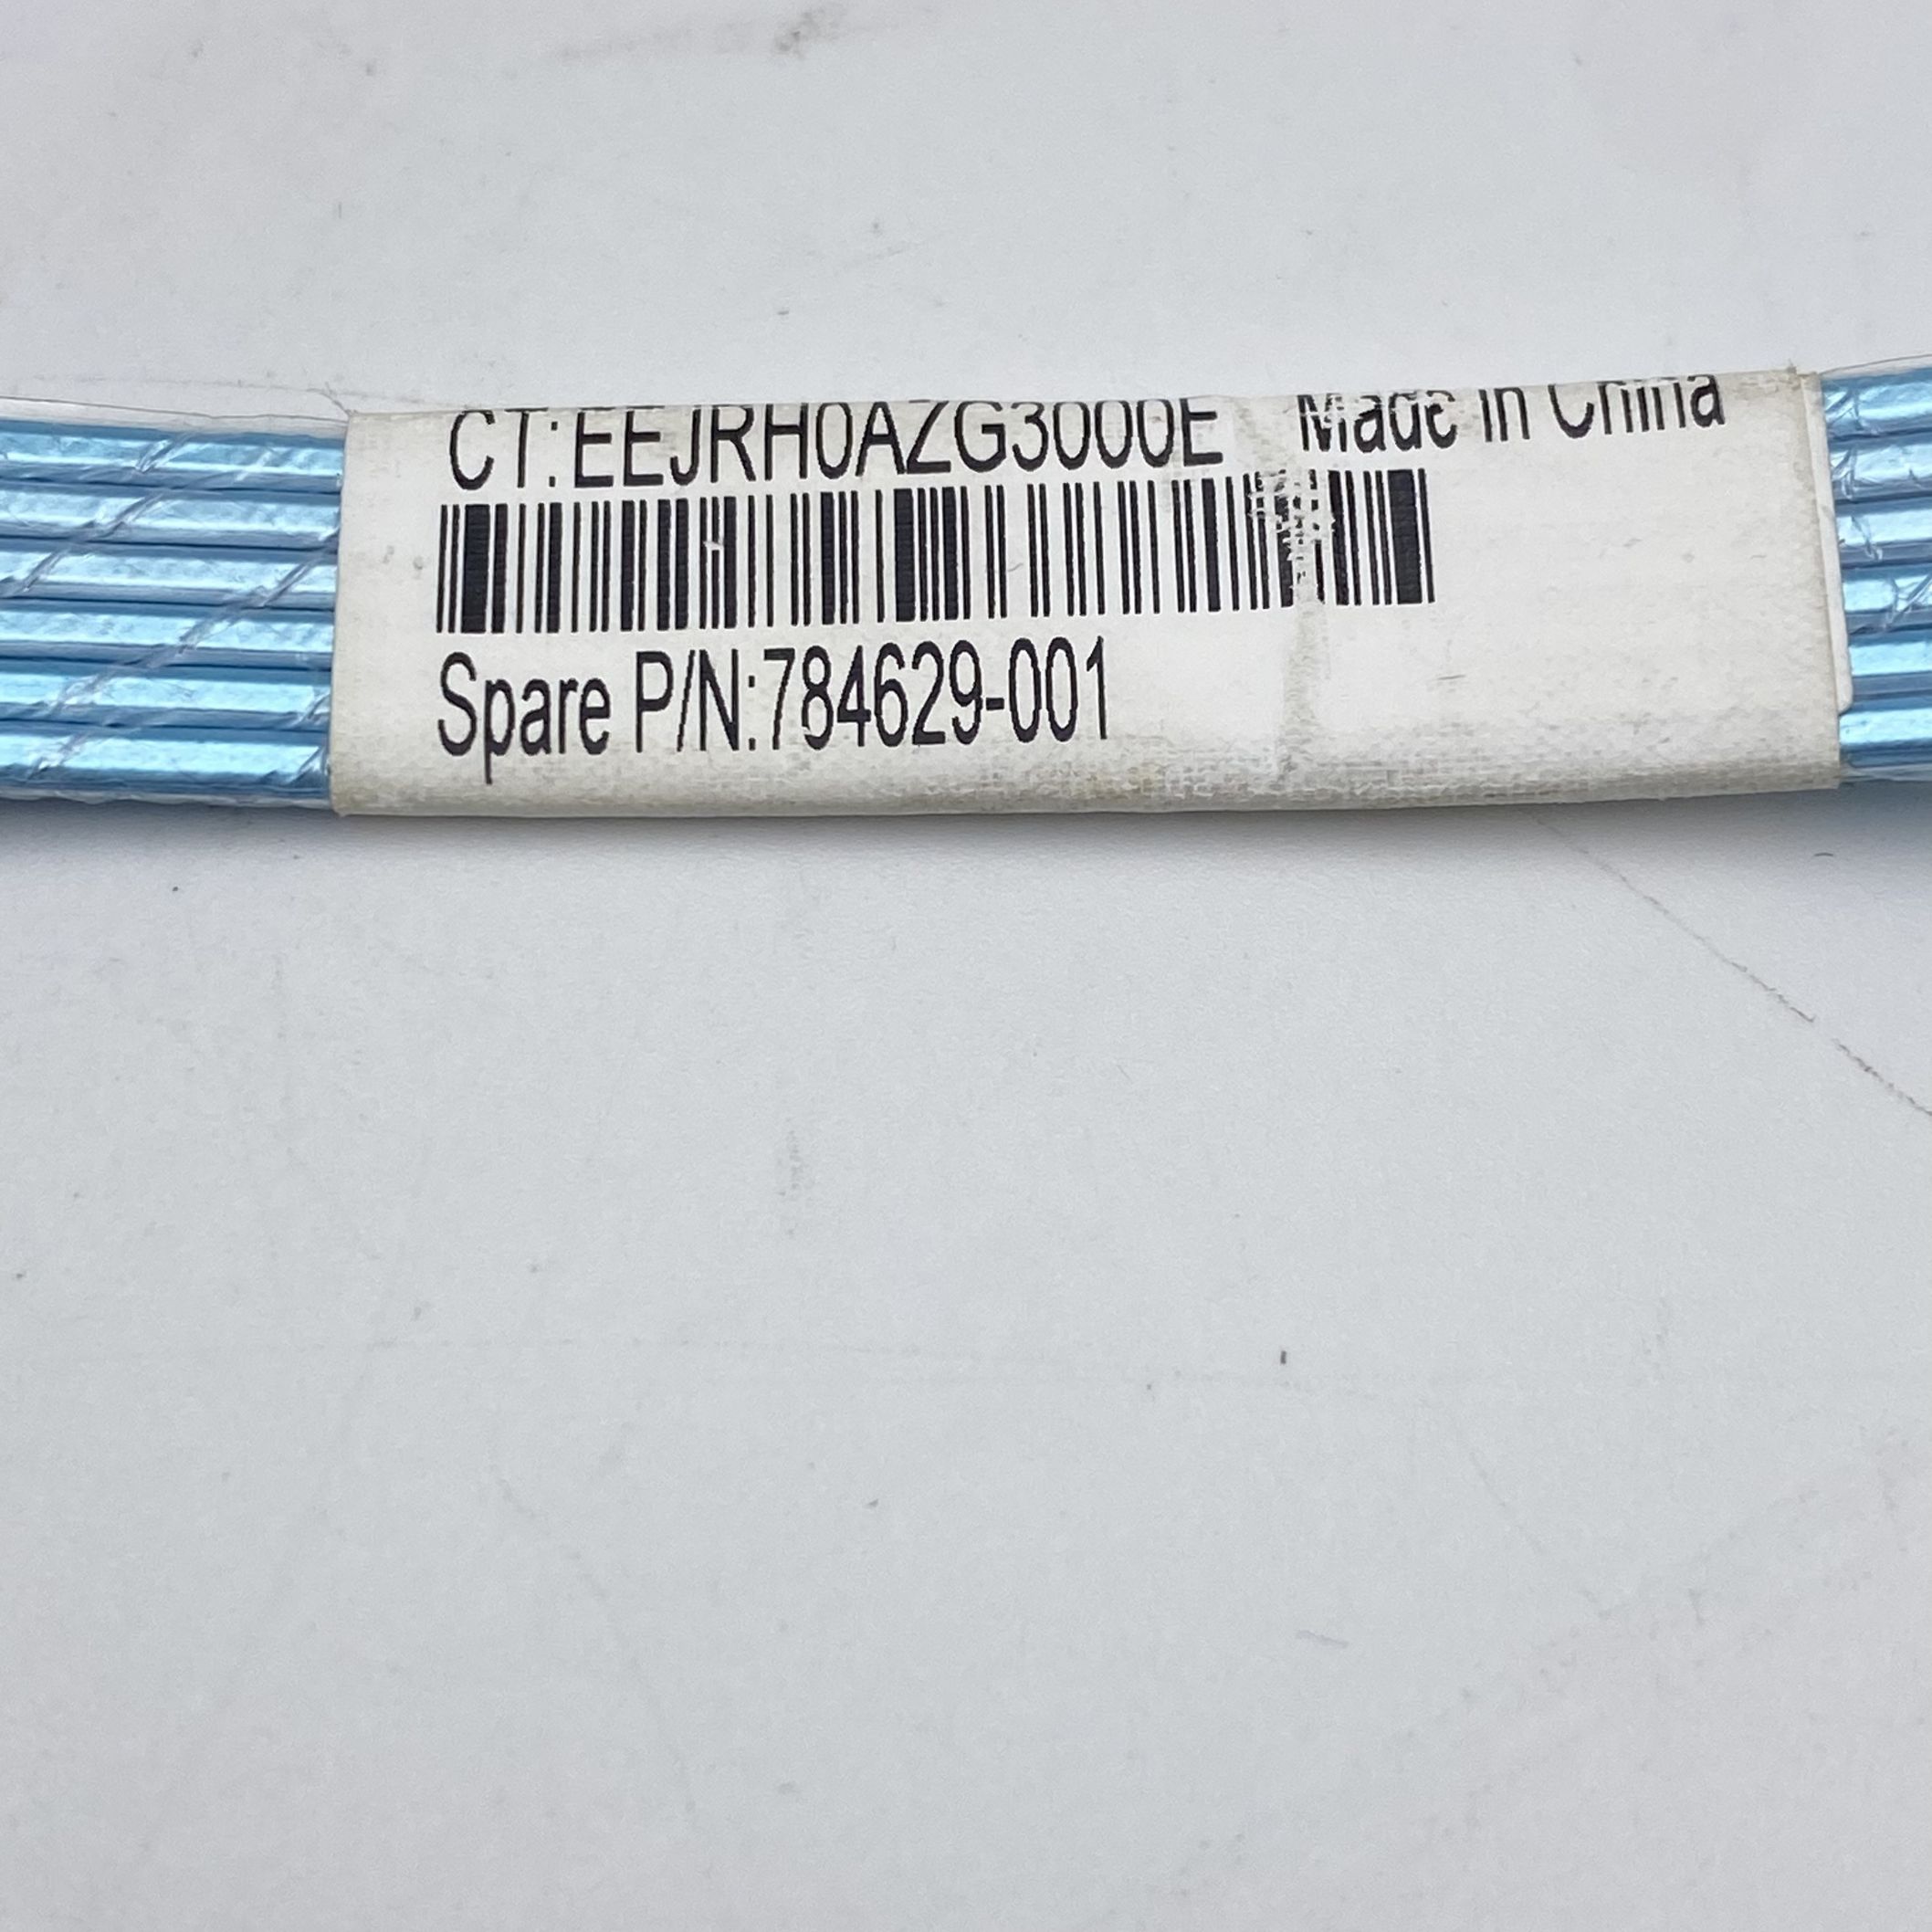 CT:EEJRH0AZG3000E Made in China
Spare P/N:784629-001